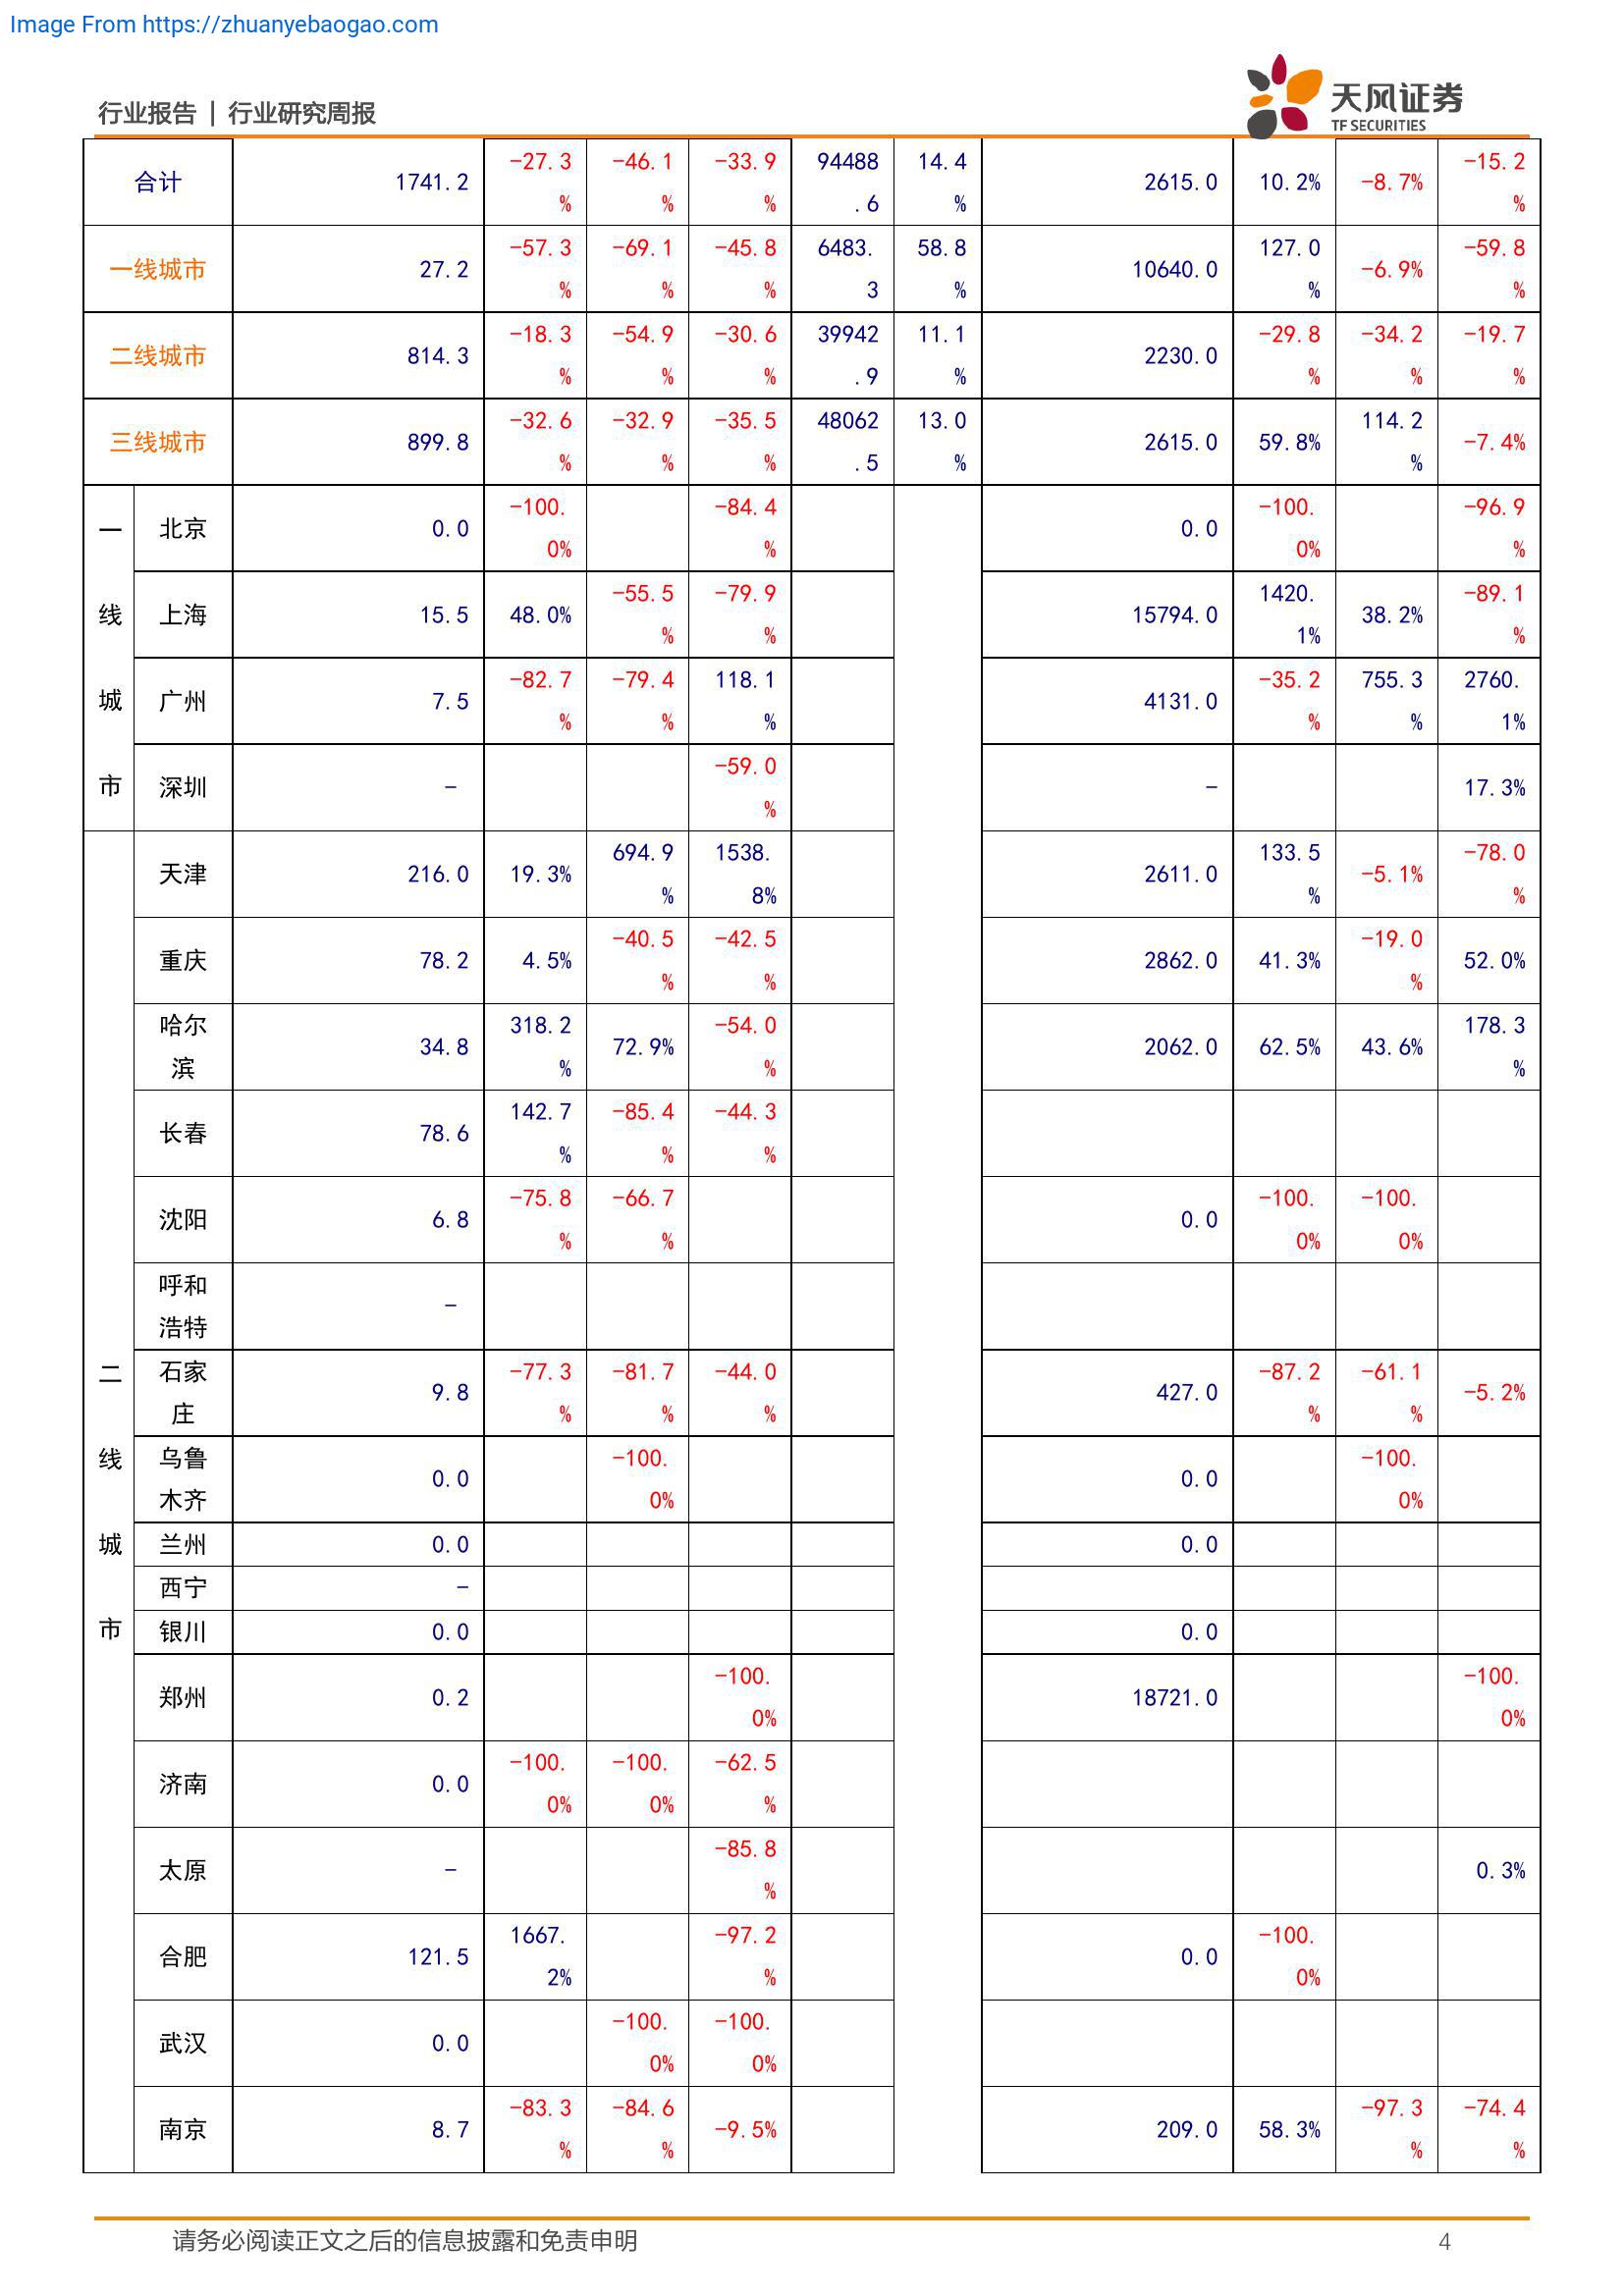 Image From https://zhuanyebaogao.com
行业报告 | 行业研究周报
天风证券
TF SECURITIES
合计 1741.2 -27.3% -46.1% -33.9% 94488.6 14.4% 2615.0 10.2% -8.7% -15.2%
一线城市 27.2 -57.3% -69.1% -45.8% 6483.3 58.8% 10640.0 127.0% -6.9% -59.8%
二线城市 814.3 -18.3% -54.9% -30.6% 39942.9 11.1% 2230.0 -29.8% -34.2% -19.7%
三线城市 899.8 -32.6% -32.9% -35.5% 48062.5 13.0% 2615.0 59.8% 114.2% -7.4%
一线城市
北京 0.0 -100.0% -84.4% 0.0 -100.0% -96.9%
上海 15.5 48.0% -55.5% -79.9% 15794.0 1420.1% 38.2% -89.1%
广州 7.5 -82.7% -79.4% 118.1% 4131.0 -35.2% 755.3% 2760.1%
深圳 - -59.0% - 17.3%
二线城市
天津 216.0 19.3% 694.9% 1538.8% 2611.0 133.5% -5.1% -78.0%
重庆 78.2 4.5% -40.5% -42.5% 2862.0 41.3% -19.0% 52.0%
哈尔滨 34.8 318.2% 72.9% -54.0% 2062.0 62.5% 43.6% 178.3%
长春 78.6 142.7% -85.4% -44.3%
沈阳 6.8 -75.8% -66.7% 0.0 -100.0% -100.0%
呼和浩特 -
石家庄 9.8 -77.3% -81.7% -44.0% 427.0 -87.2% -61.1% -5.2%
乌鲁木齐 0.0 -100.0% 0.0 -100.0%
兰州 0.0 0.0
西宁 -
银川 0.0 0.0
郑州 0.2 -100.0% 18721.0 -100.0%
济南 0.0 -100.0% -100.0% -62.5%
太原 - -85.8% 0.3%
合肥 121.5 1667.2% -97.2% 0.0 -100.0%
武汉 0.0 -100.0% -100.0%
南京 8.7 -83.3% -84.6% -9.5% 209.0 58.3% -97.3% -74.4%
请务必阅读正文之后的信息披露和免责申明 4